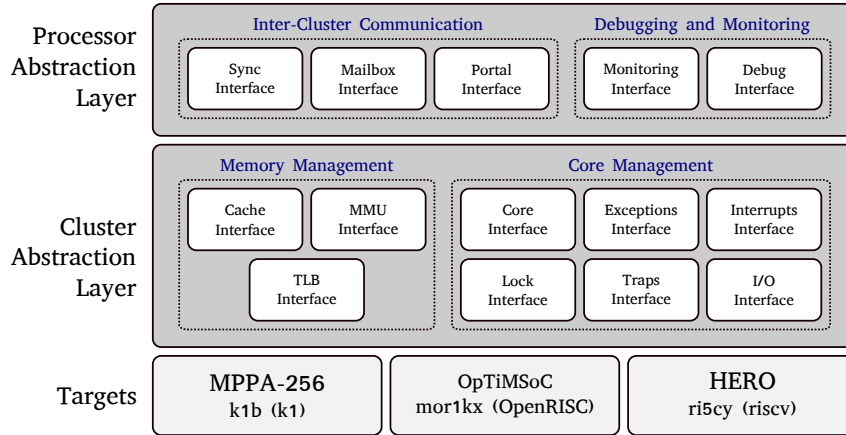 Processor
Abstraction
Layer
Inter-Cluster Communication
Sync
Interface
Mailbox
Interface
Portal
Interface
Debugging and Monitoring
Monitoring
Interface
Debug
Interface
Cluster
Abstraction
Layer
Memory Management
Cache
Interface
MMU
Interface
TLB
Interface
Core Management
Core
Interface
Exceptions
Interface
Interrupts
Interface
Lock
Interface
Traps
Interface
I/O
Interface
Targets
MPPA-256
k1b (k1)
OpTiMSoC
mor1kx (OpenRISC)
HERO
ri5cy (riscv)